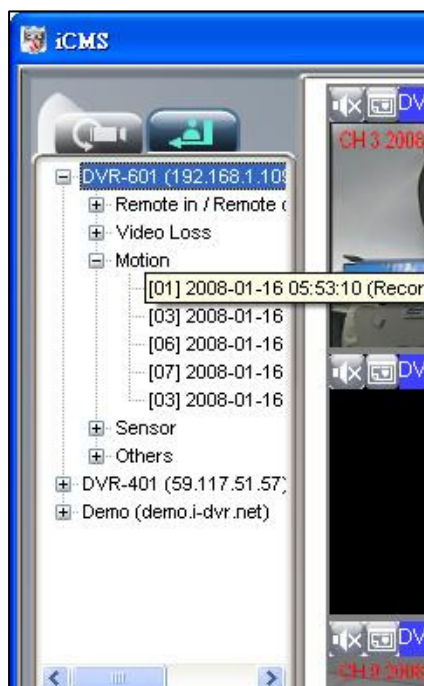 iCMS
DVR-601 (192.168.1.109
Remote in / Remote
Video Loss
Motion
[01] 2008-01-16 05:53:10 (Recor
[03] 2008-01-16
[06] 2008-01-16
[07] 2008-01-16
[03] 2008-01-16
Sensor
Others
DVR-401 (59.117.51.57)
Demo (demo.i-dvr.net)
DV
CH 3 2008
DV
DV
CH 9 2008